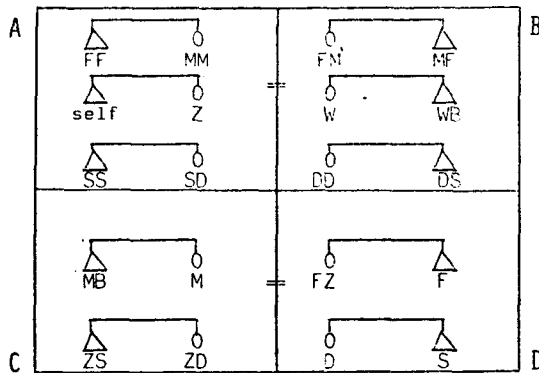 A B
FF MM FM MF
self Z W WB
SS SD DD DS
MB M FZ F
C ZS ZD D S D